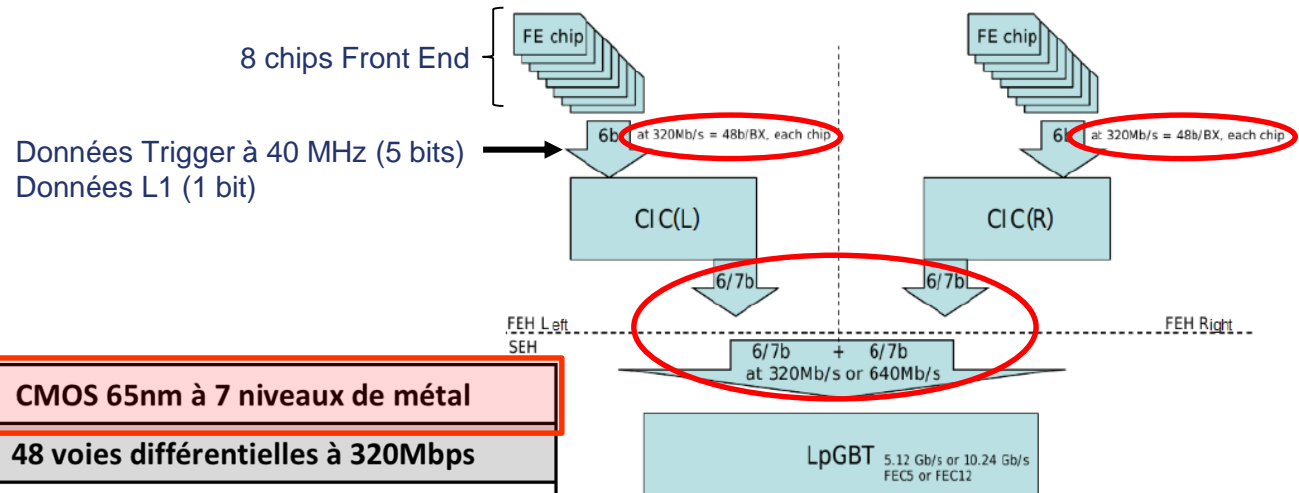 FE chip
FE chip
8 chips Front End
6b at 320Mb/s = 48b/BX, each chip
6b at 320Mb/s = 48b/BX, each chip
Données Trigger à 40 MHz (5 bits)
Données L1 (1 bit)
CIC(L)
CIC(R)
6/7b
6/7b
FEH Left
FEH Right
SEH
6/7b + 6/7b
at 320Mb/s or 640Mb/s
CMOS 65nm à 7 niveaux de métal
48 voies différentielles à 320Mbps
LpGBT 5.12 Gb/s or 10.24 Gb/s
FEC5 or FEC12